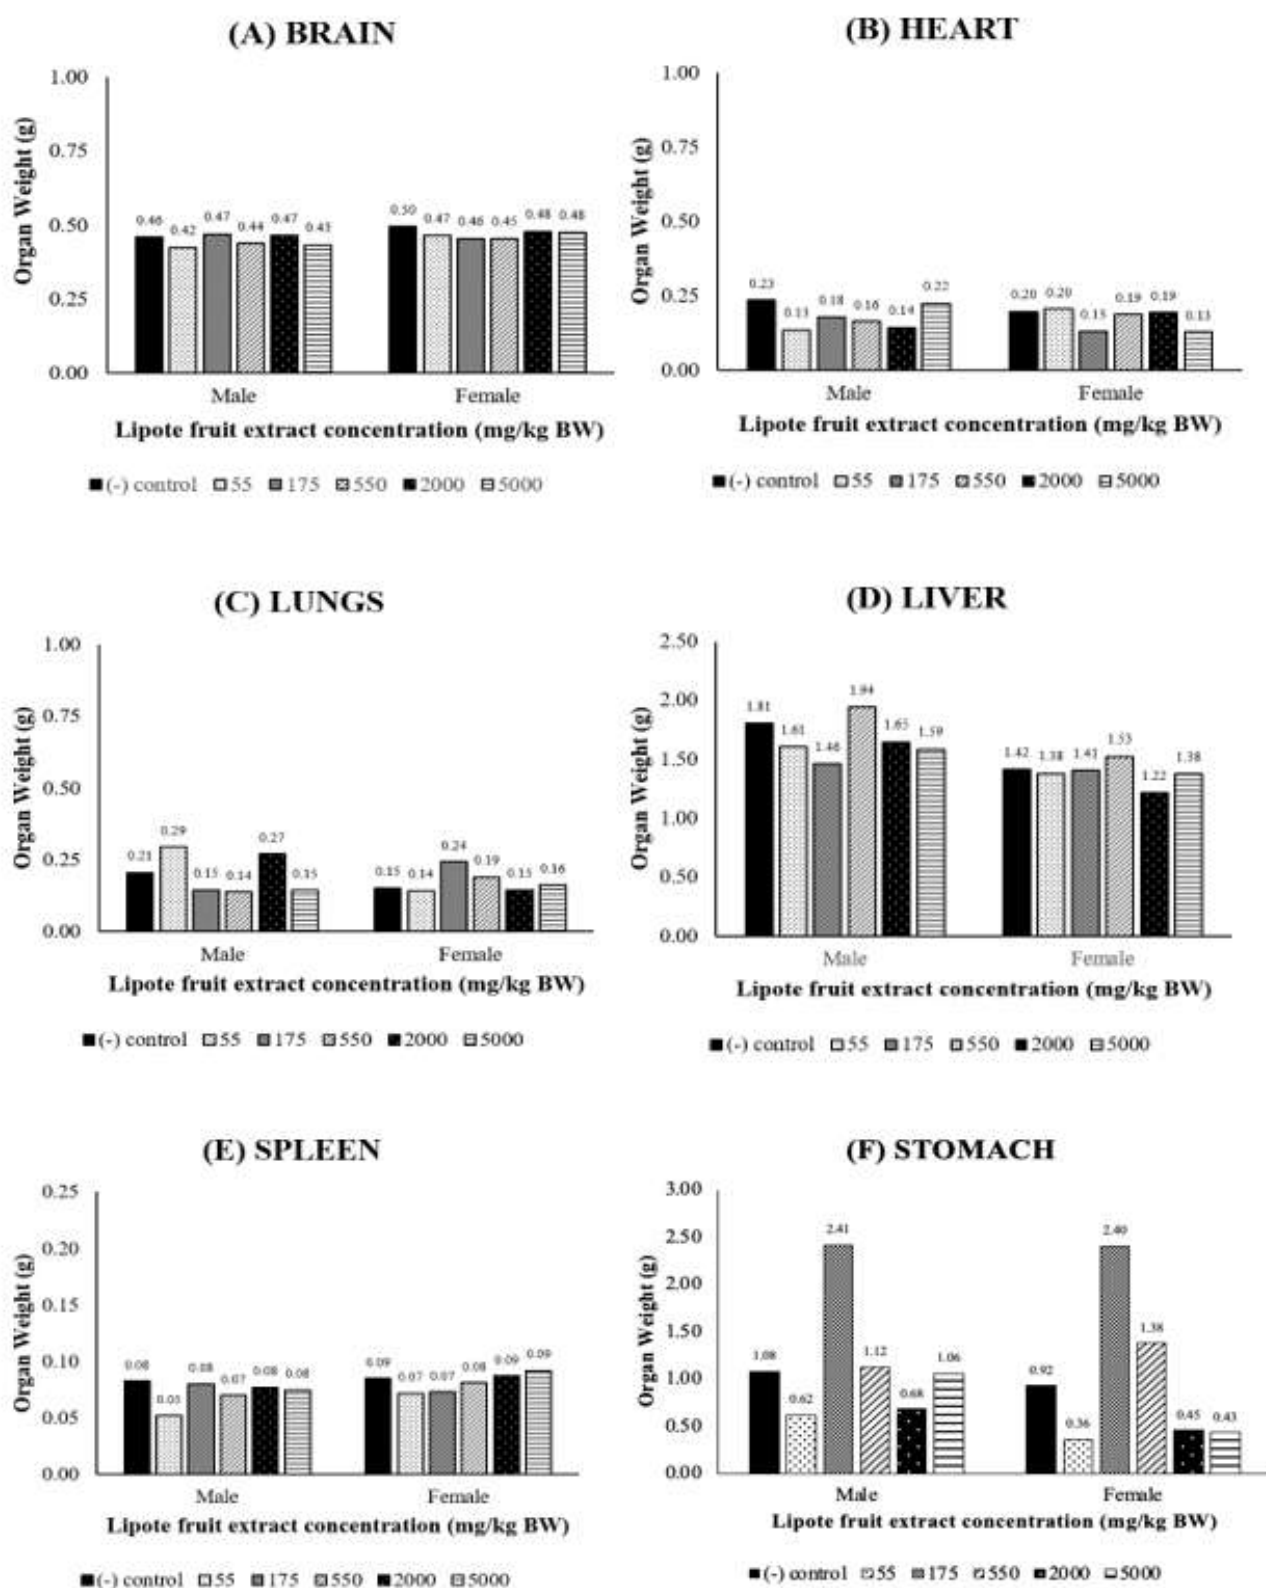 (A) BRAIN
Organ Weight (g)
1.00
0.75
0.50
0.25
0.00
0.46 0.42 0.47 0.44 0.47 0.43
0.50 0.47 0.46 0.45 0.48 0.48
Male Female
Lipote fruit extract concentration (mg/kg BW)
(-) control 55 175 550 2000 5000
(B) HEART
Organ Weight (g)
1.00
0.75
0.50
0.25
0.00
0.23 0.13 0.18 0.16 0.14 0.22
0.20 0.20 0.13 0.19 0.19 0.13
Male Female
Lipote fruit extract concentration (mg/kg BW)
(-) control 55 175 550 2000 5000
(C) LUNGS
Organ Weight (g)
1.00
0.75
0.50
0.25
0.00
0.21 0.29 0.15 0.14 0.27 0.15
0.15 0.14 0.24 0.19 0.15 0.16
Male Female
Lipote fruit extract concentration (mg/kg BW)
(-) control 55 175 550 2000 5000
(D) LIVER
Organ Weight (g)
2.50
2.00
1.50
1.00
0.50
0.00
1.81 1.61 1.46 1.94 1.65 1.59
1.42 1.38 1.41 1.53 1.22 1.38
Male Female
Lipote fruit extract concentration (mg/kg BW)
(-) control 55 175 550 2000 5000
(E) SPLEEN
Organ Weight (g)
0.25
0.20
0.15
0.10
0.05
0.00
0.08 0.05 0.08 0.07 0.08 0.08
0.09 0.07 0.07 0.08 0.09 0.09
Male Female
Lipote fruit extract concentration (mg/kg BW)
(-) control 55 175 550 2000 5000
(F) STOMACH
Organ Weight (g)
3.00
2.50
2.00
1.50
1.00
0.50
0.00
1.08 0.62 2.41 1.12 0.68 1.06
0.92 0.36 2.40 1.38 0.45 0.43
Male Female
Lipote fruit extract concentration (mg/kg BW)
(-) control 55 175 550 2000 5000